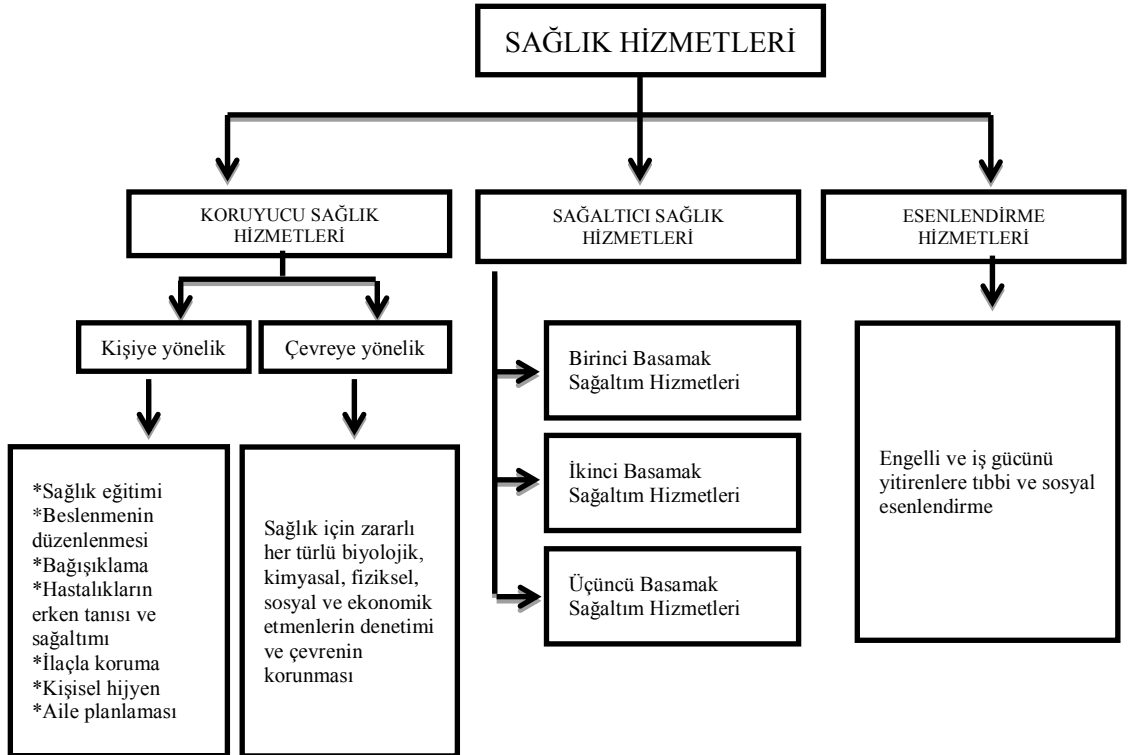 SAĞLIK HİZMETLERİ
KORUYUCU SAĞLIK
HİZMETLERİ
SAĞALTICI SAĞLIK
HİZMETLERİ
ESENLENDİRME
HİZMETLERİ
Kişiye yönelik
Çevreye yönelik
*Sağlık eğitimi
*Beslenmenin
düzenlenmesi
*Bağışıklama
*Hastalıkların
erken tanısı ve
sağaltımı
*İlaçla koruma
*Kişisel hijyen
*Aile planlaması
Sağlık için zararlı
her türlü biyolojik,
kimyasal, fiziksel,
sosyal ve ekonomik
etmenlerin denetimi
ve çevrenin
korunması
Birinci Basamak
Sağaltım Hizmetleri
İkinci Basamak
Sağaltım Hizmetleri
Üçüncü Basamak
Sağaltım Hizmetleri
Engelli ve iş gücünü
yitirenlere tıbbi ve sosyal
esenlendirme